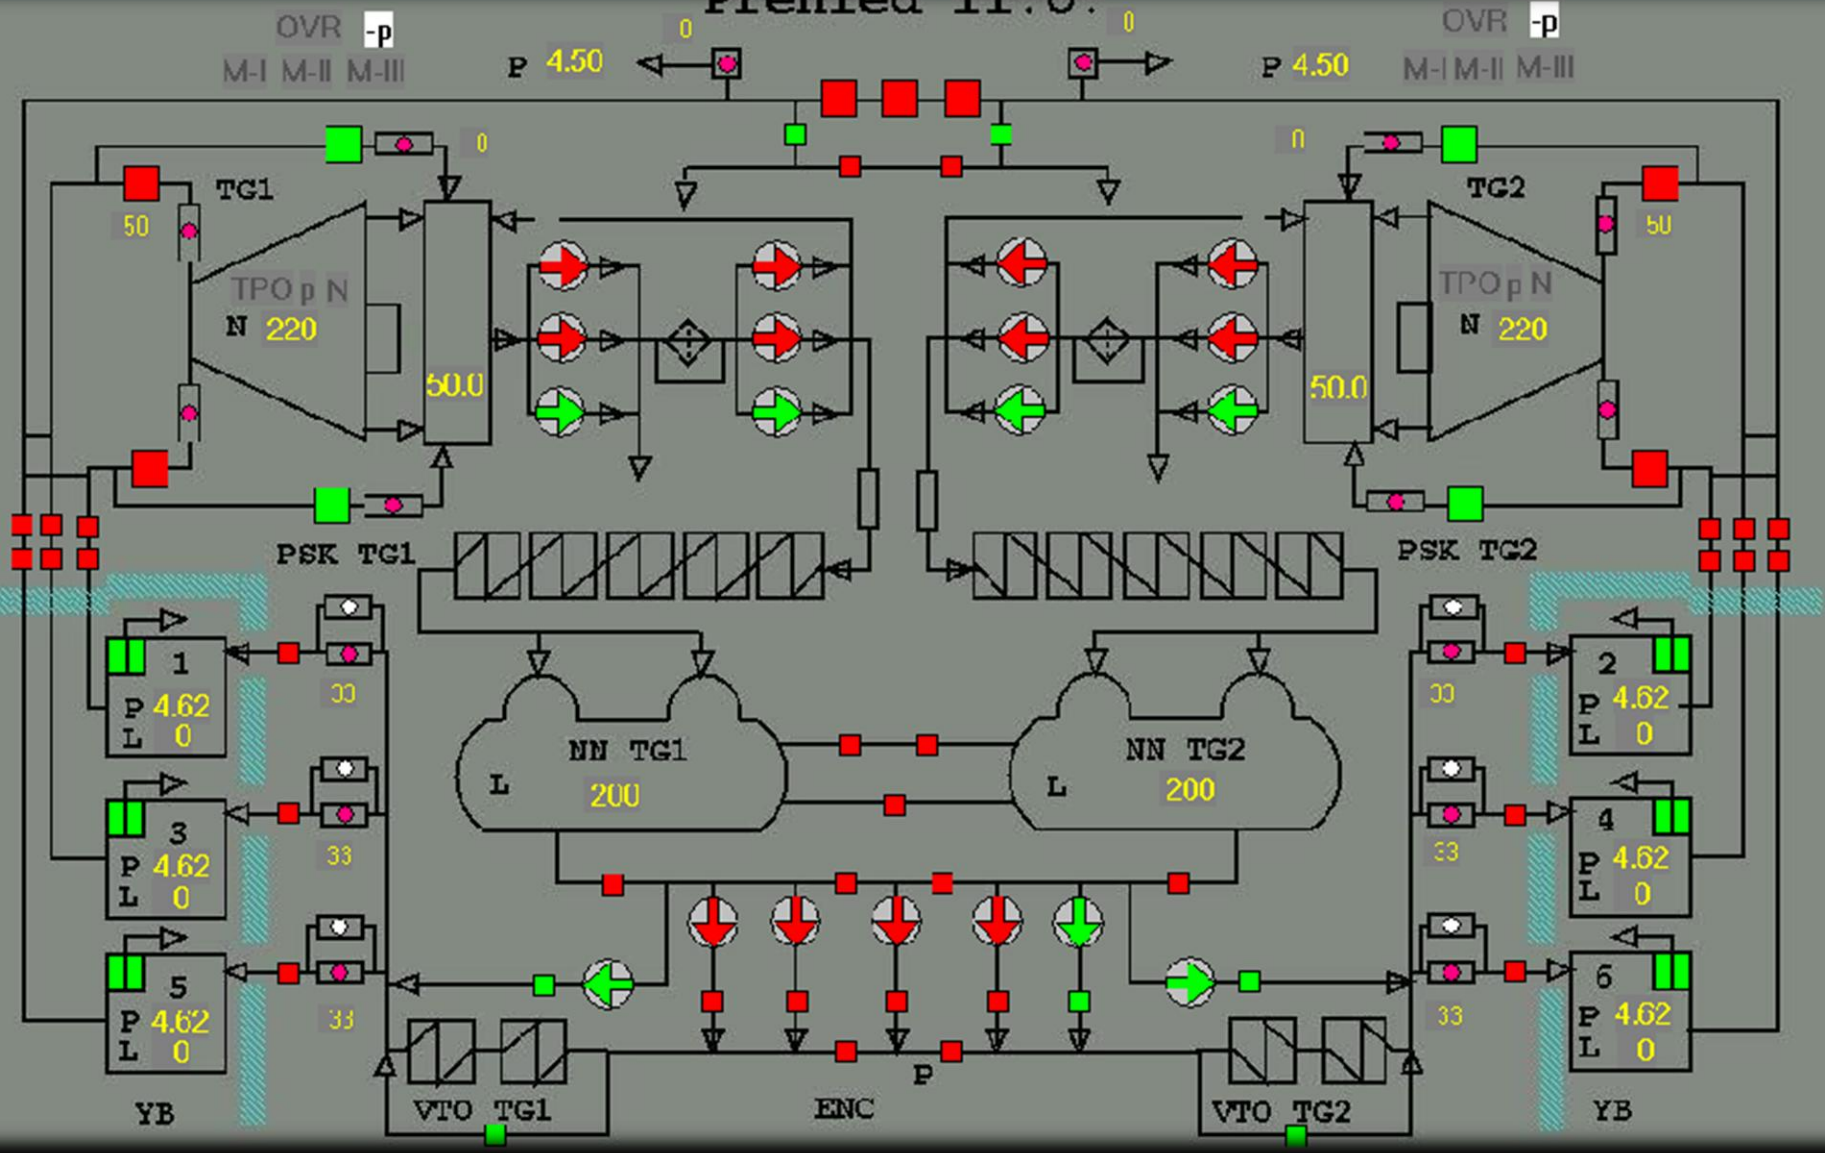 Prehled II.O.
OVR -p
0
0
OVR -p
M-I M-II M-III
P 4.50
P 4.50
M-I M-II M-III
0
0
TG1
TG2
50
50
TPO p N
TPO p N
N 220
N 220
50.0
50.0
PSK TG1
PSK TG2
1
2
33
33
P 4.62
P 4.62
L 0
L 0
NN TG1
NN TG2
L 200
L 200
3
4
33
33
P 4.62
P 4.62
L 0
L 0
5
6
33
33
P 4.62
P 4.62
L 0
L 0
P
VTO TG1
ENC
VTO TG2
YB
YB